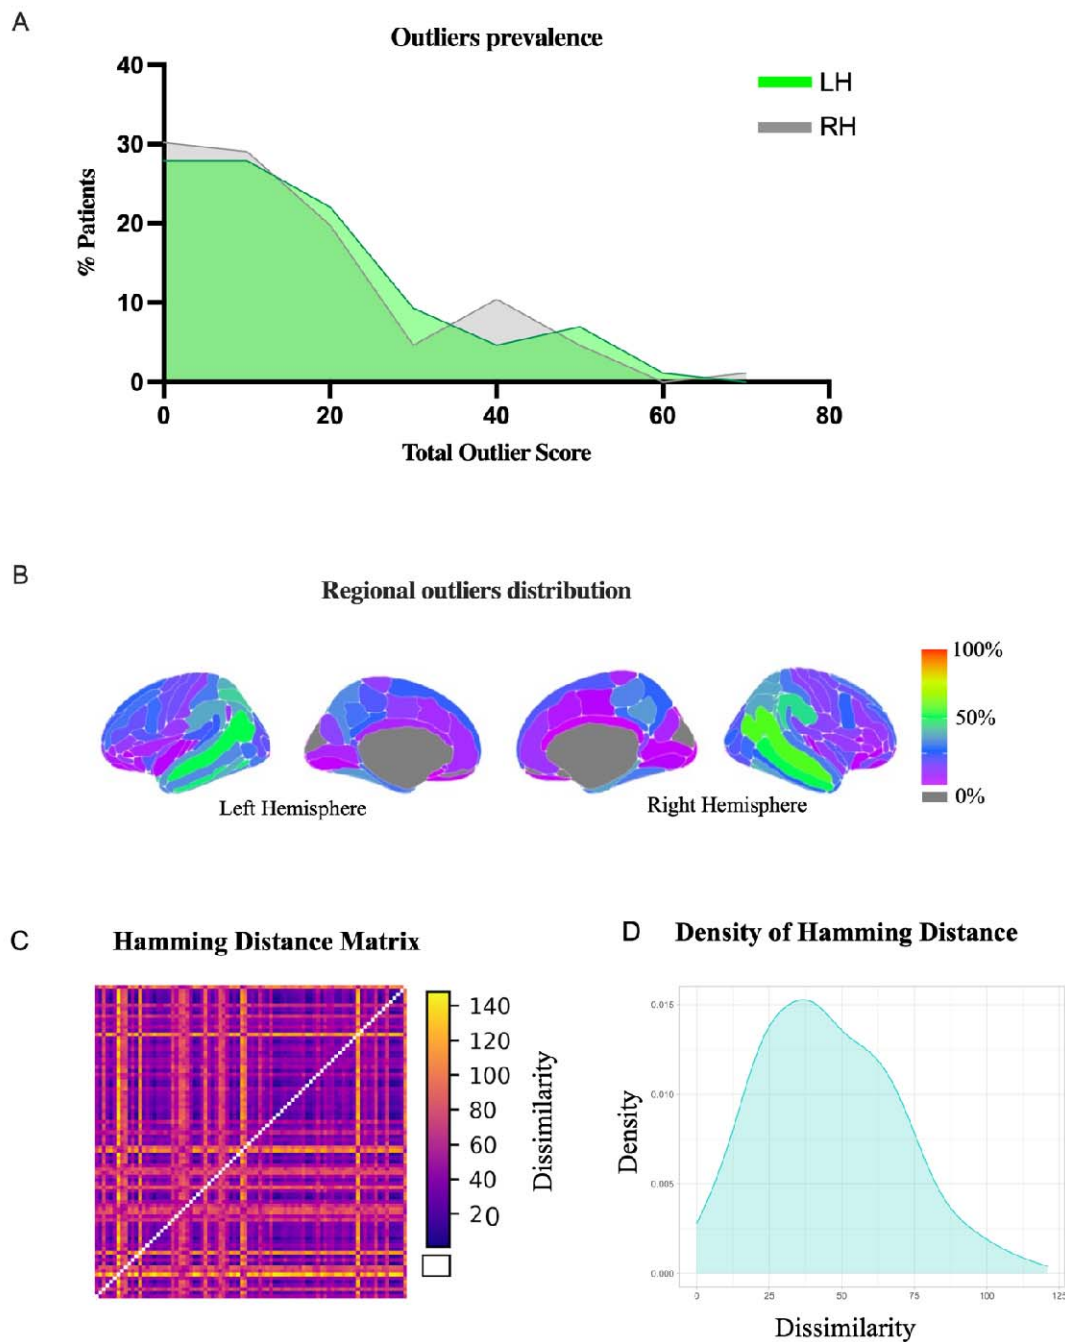 A
Outliers prevalence
40
30
20
10
0
% Patients
0 20 40 60 80
Total Outlier Score
LH
RH
B
Regional outliers distribution
Left Hemisphere
Right Hemisphere
100%
50%
0%
C
Hamming Distance Matrix
140
120
100
80
60
40
20
Dissimilarity
D
Density of Hamming Distance
0.015
0.010
0.005
0.000
Density
0 25 50 75 100 125
Dissimilarity